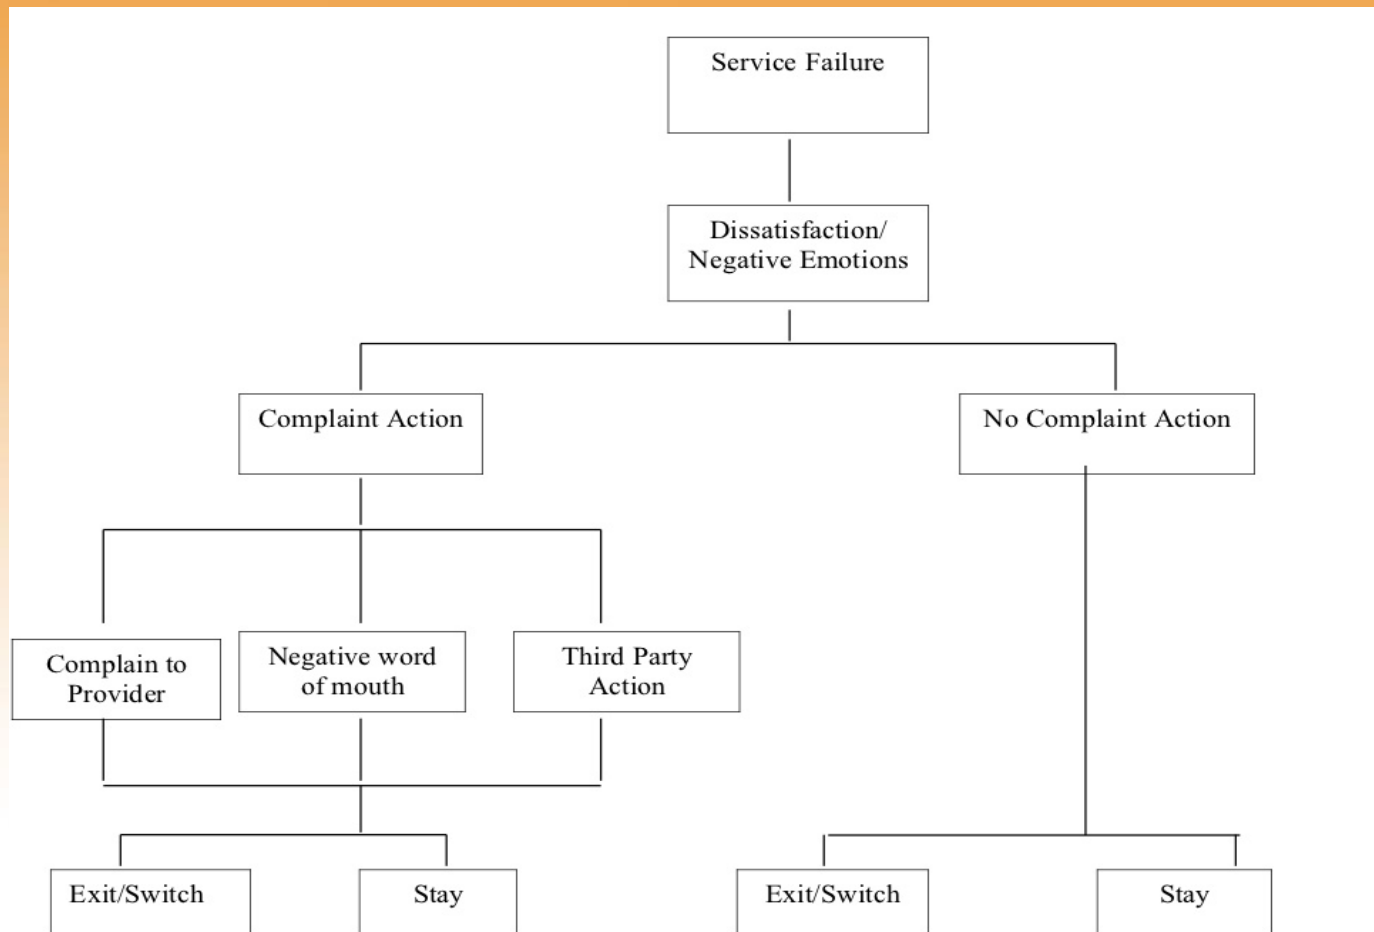 Service Failure
Dissatisfaction/
Negative Emotions
Complaint Action
No Complaint Action
Complain to
Provider
Negative word
of mouth
Third Party
Action
Exit/Switch
Stay
Exit/Switch
Stay